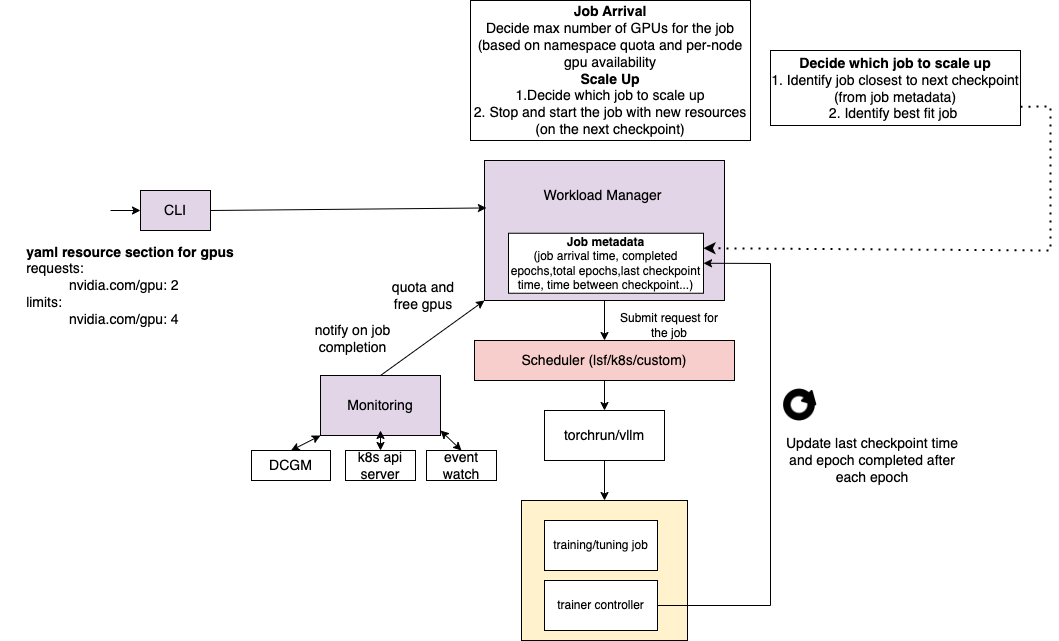 Job Arrival
Decide max number of GPUs for the job
(based on namespace quota and per-node
gpu availability
Scale Up
1.Decide which job to scale up
2. Stop and start the job with new resources
(on the next checkpoint)
Decide which job to scale up
1. Identify job closest to next checkpoint
(from job metadata)
2. Identify best fit job
CLI
yaml resource section for gpus
requests:
nvidia.com/gpu: 2
limits:
nvidia.com/gpu: 4
Workload Manager
Job metadata
(job arrival time, completed
epochs,total epochs,last checkpoint
time, time between checkpoint...)
quota and
free gpus
notify on job
completion
Submit request for
the job
Scheduler (lsf/k8s/custom)
Monitoring
DCGM
k8s api
server
event
watch
torchrun/vllm
Update last checkpoint time
and epoch completed after
each epoch
training/tuning job
trainer controller